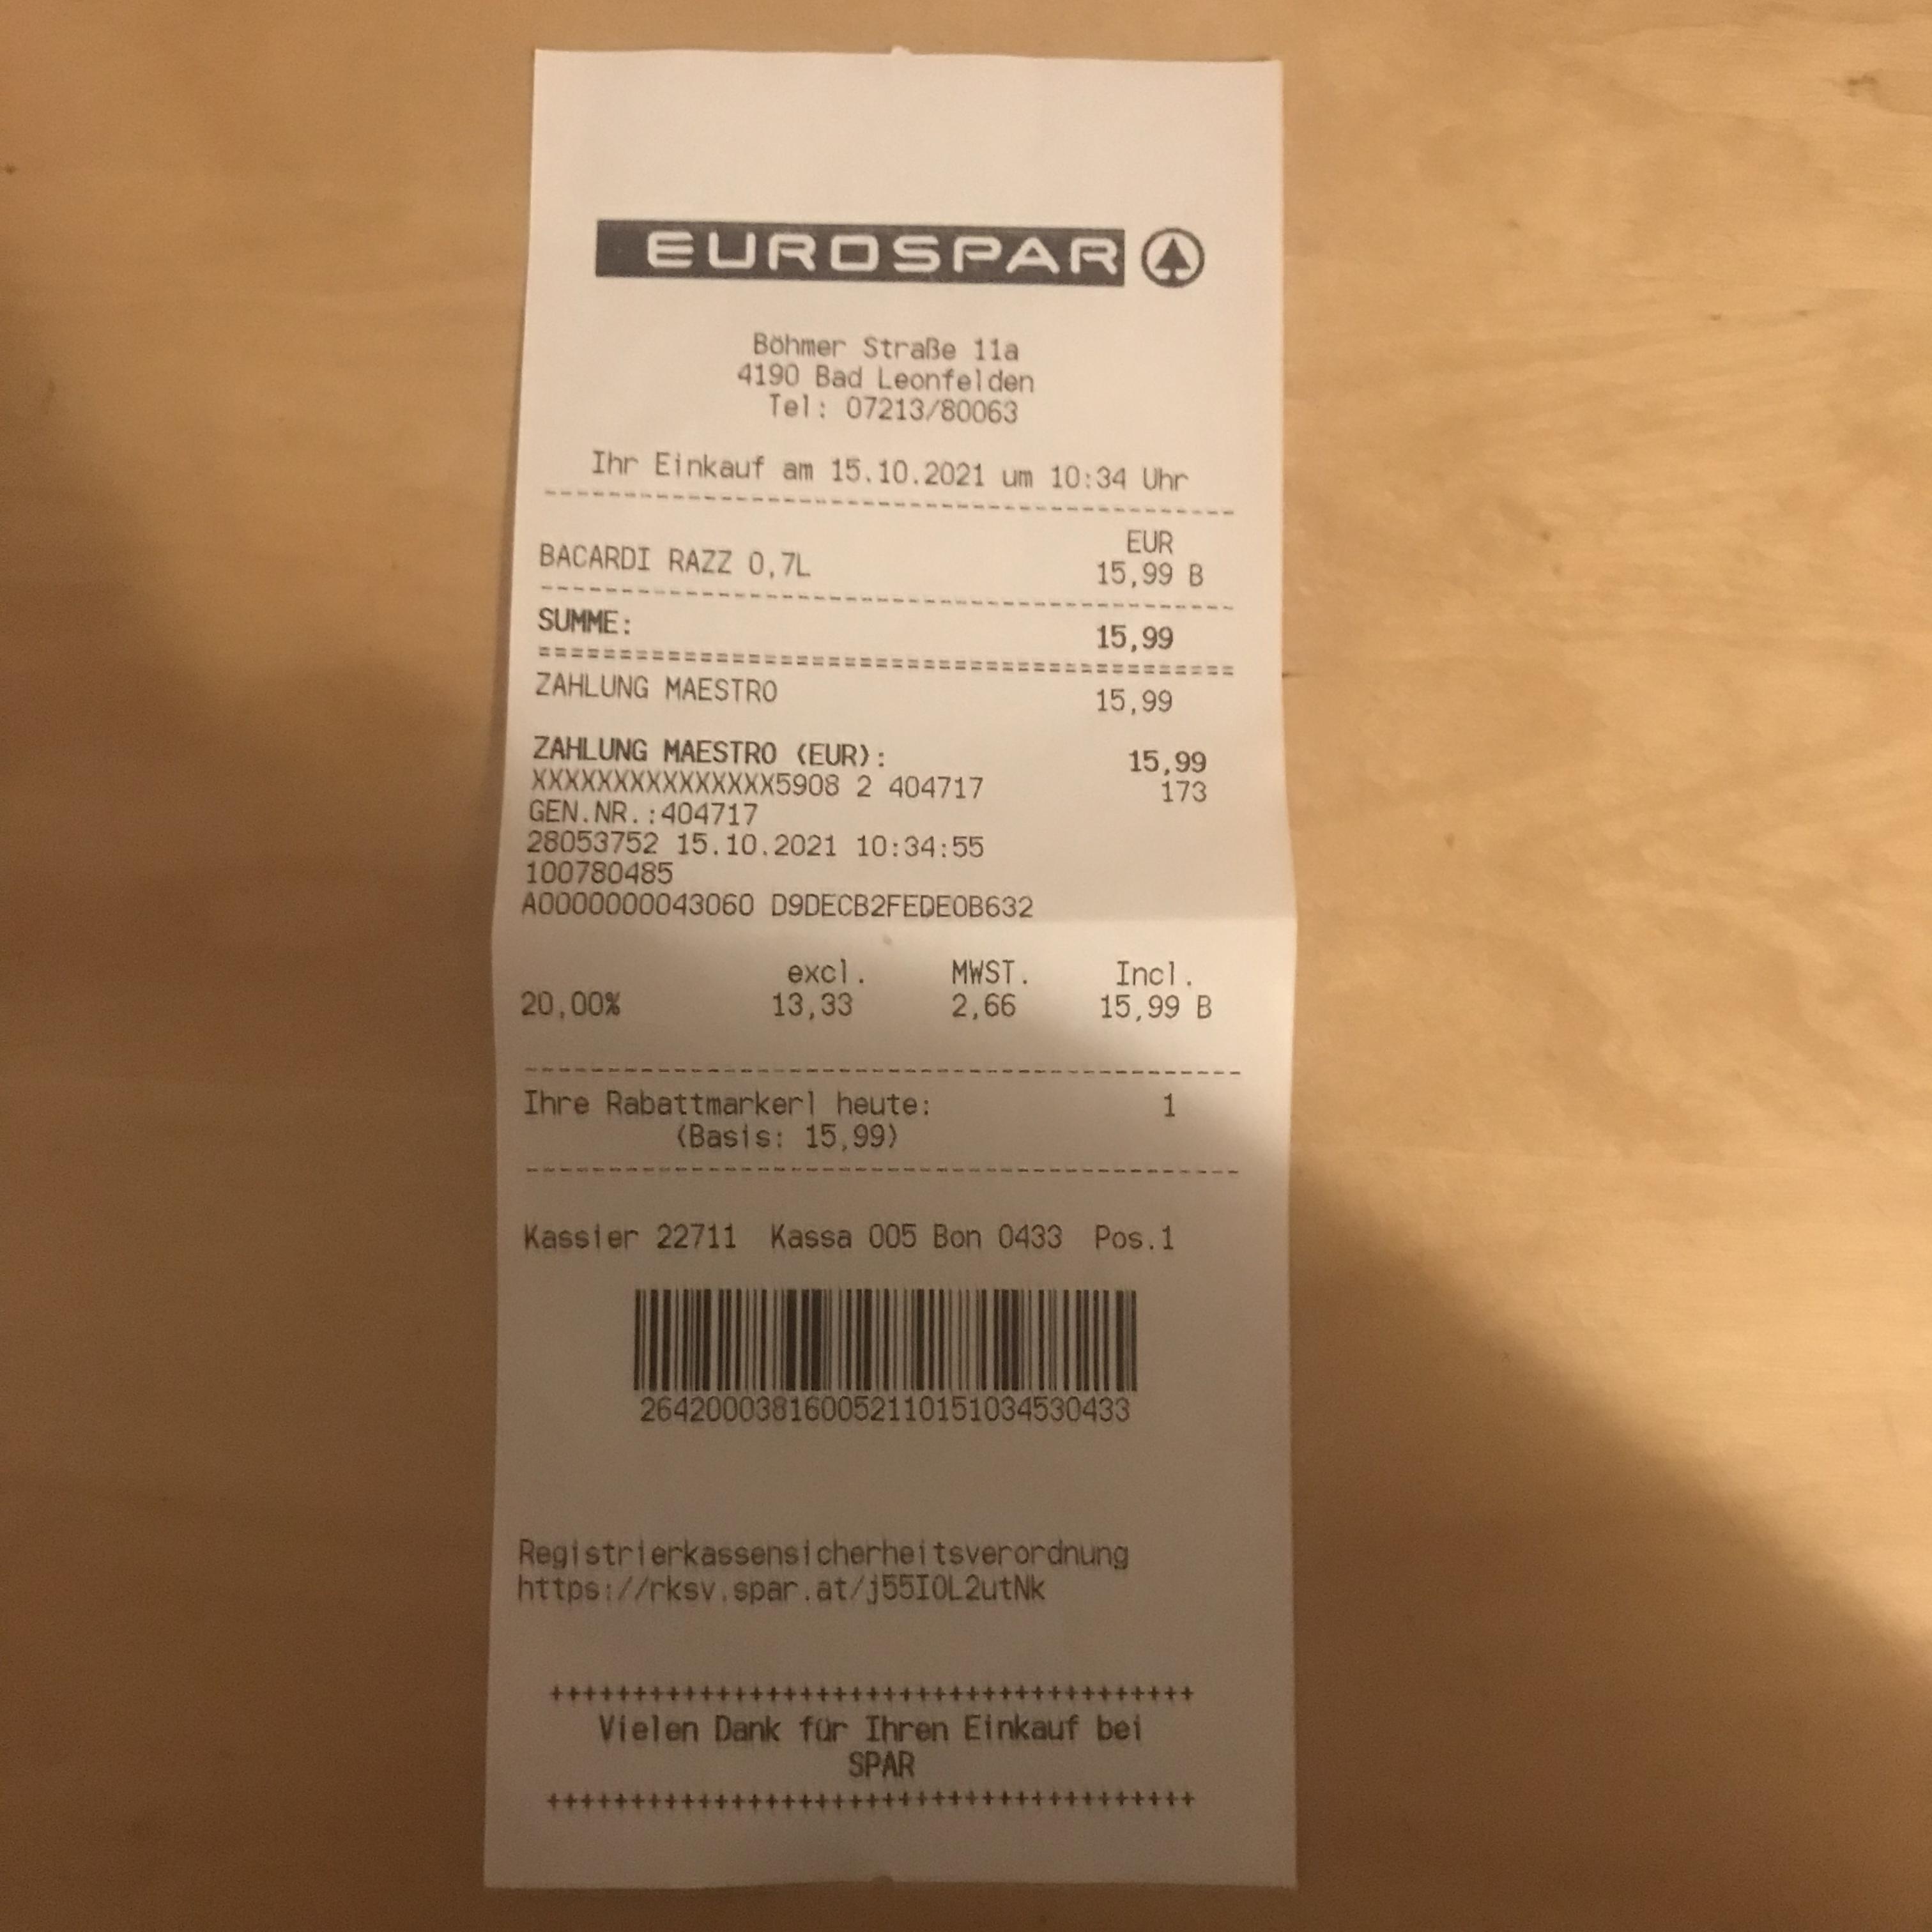 EUROSPAR
Böhmer Straße 11a
4190 Bad Leonfelden
Tel: 07213/80063
Ihr Einkauf am 15.10.2021 um 10:34 Uhr
----------------------------------------
EUR
BACARDI RAZZ 0,7L 15,99 B
----------------------------------------
SUMME: 15,99
========================================
ZAHLUNG MAESTRO 15,99
ZAHLUNG MAESTRO (EUR): 15,99
XXXXXXXXXXXXXXX5908 2 404717 173
GEN.NR.:404717
28053752 15.10.2021 10:34:55
100780485
A0000000043060 D9DECB2FEDE0B632
excl. MWST. Incl.
20,00% 13,33 2,66 15,99 B
----------------------------------------
Ihre Rabattmarkerl heute: 1
(Basis: 15,99)
----------------------------------------
Kassier 22711 Kassa 005 Bon 0433 Pos.1
264200038160052110151034530433
Registrierkassensicherheitsverordnung
https://rksv.spar.at/j55I0L2utNk
++++++++++++++++++++++++++++++++++++++++
Vielen Dank für Ihren Einkauf bei
SPAR
++++++++++++++++++++++++++++++++++++++++